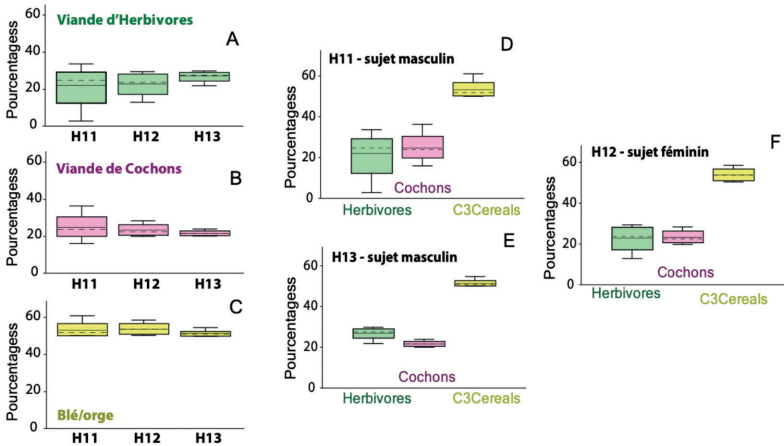 Viande d'Herbivores
A
Pourcentagess
60
40
20
0
H11 H12 H13
Viande de Cochons
B
Pourcentagess
60
40
20
0
H11 H12 H13
C
Pourcentagess
60
40
20
0
Blé/orge
H11 H12 H13
D
H11 - sujet masculin
Pourcentagess
60
40
20
0
Cochons
Herbivores C3Cereals
E
H13 - sujet masculin
Pourcentagess
60
40
20
0
Cochons
Herbivores C3Cereals
F
H12 - sujet féminin
Pourcentagess
60
40
20
0
Cochons
Herbivores C3Cereals